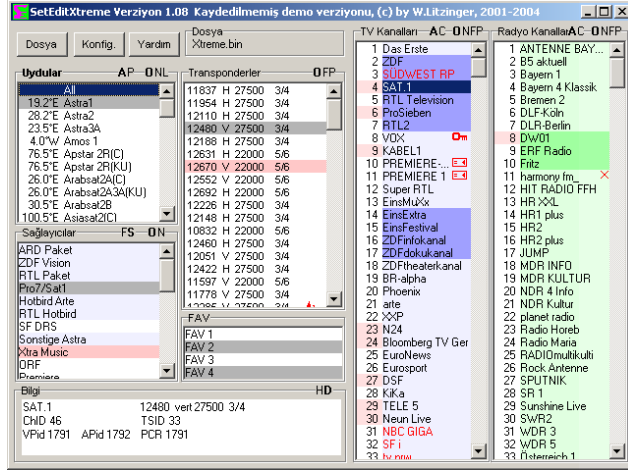 SetEditXtreme Verziyon 1.08 Kaydedilmemiş demo verziyonu, (c) by W.Litzinger, 2001-2004
Dosya
Konfig.
Yardım
Dosya
Xtreme.bin
Uydular AP ONL
All
19.2°E Astra1
28.2°E Astra2
23.5°E Astra3A
4.0°W Amos 1
76.5°E Apstar 2R(C)
76.5°E Apstar 2R(KU)
26.0°E Arabsat2A(C)
26.0°E Arabsat2A3A(KU)
30.5°E Arabsat2B
100.5°E Asiasat2(C)
Sağlayıcılar FS ON
ARD Paket
ZDF Vision
RTL Paket
Pro7/Sat1
Hotbird Arte
RTL Hotbird
SF DRS
Sonstige Astra
Xtra Music
ORF
Premiere
Transponderler OFP
11837 H 27500 3/4
11954 H 27500 3/4
12110 H 27500 3/4
12480 V 27500 3/4
12188 H 27500 3/4
12631 H 22000 5/6
12670 V 22000 5/6
12552 V 22000 5/6
12692 H 22000 5/6
12226 H 27500 3/4
12148 H 27500 3/4
10832 H 22000 5/6
12460 H 27500 3/4
12051 V 27500 3/4
12422 H 27500 3/4
11597 V 22000 5/6
11778 V 27500 3/4
12285 V 27500 3/4
FAV
FAV 1
FAV 2
FAV 3
FAV 4
Bilgi HD
SAT.1 12480 vert 27500 3/4
ChID 46 TSID 33
VPid 1791 APid 1792 PCR 1791
TV Kanalları AC ONFP
1 Das Erste
2 ZDF
3 SÜDWEST RP
4 SAT.1
5 RTL Television
6 ProSieben
7 RTL2
8 VOX
9 KABEL1
10 PREMIERE-...
11 PREMIERE 1
12 Super RTL
13 EinsMuXx
14 EinsExtra
15 EinsFestival
16 ZDFinfokanal
17 ZDFdokukanal
18 ZDFtheaterkanal
19 BR-alpha
20 Phoenix
21 arte
22 XXP
23 N24
24 Bloomberg TV Ger
25 EuroNews
26 Eurosport
27 DSF
28 KiKa
29 TELE 5
30 Neun Live
31 NBC GIGA
32 SF i
33 tv.nrw
Radyo Kanallar AC ONFP
1 ANTENNE BAY...
2 B5 aktuell
3 Bayern 1
4 Bayern 4 Klassik
5 Bremen 2
6 DLF-Köln
7 DLR-Berlin
8 DW01
9 ERF Radio
10 Fritz
11 harmony fm_
12 HIT RADIO FFH
13 HR XXL
14 HR1 plus
15 HR2
16 HR2 plus
17 JUMP
18 MDR INFO
19 MDR KULTUR
20 NDR 4 Info
21 NDR Kultur
22 planet radio
23 Radio Horeb
24 Radio Maria
25 RADIOmultikulti
26 Rock Antenne
27 SPUTNIK
28 SR 1
29 Sunshine Live
30 SWR2
31 WDR 3
32 WDR 5
33 Österreich 1